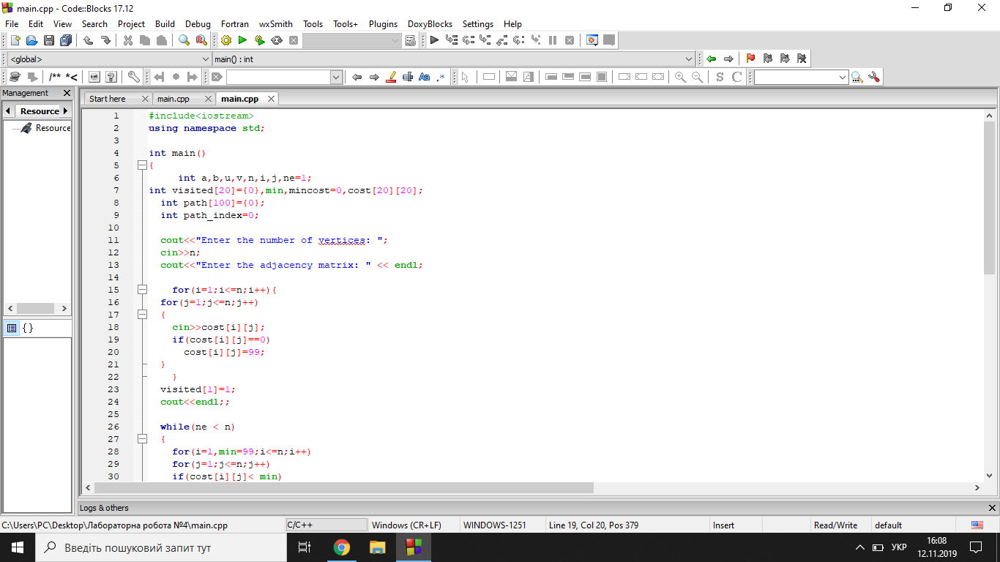 main.cpp - Code::Blocks 17.12
File Edit View Search Project Build Debug Fortran wxSmith Tools Tools+ Plugins DoxyBlocks Settings Help
<global> main() : int
/** *<
Aa .*
S C
Management
Resource
Resource
Start here main.cpp main.cpp
1 #include<iostream>
2 using namespace std;
3
4 int main()
5 {
6 int a,b,u,v,n,i,j,ne=1;
7 int visited[20]={0},min,mincost=0,cost[20][20];
8 int path[100]={0};
9 int path_index=0;
10
11 cout<<"Enter the number of vertices: ";
12 cin>>n;
13 cout<<"Enter the adjacency matrix: " << endl;
14
15 for(i=1;i<=n;i++){
16 for(j=1;j<=n;j++)
17 {
18 cin>>cost[i][j];
19 if(cost[i][j]==0)
20 cost[i][j]=99;
21 }
22 }
23 visited[1]=1;
24 cout<<endl;;
25
26 while(ne < n)
27 {
28 for(i=1,min=99;i<=n;i++)
29 for(j=1;j<=n;j++)
30 if(cost[i][j]< min)
{}
Logs & others
C:\Users\PC\Desktop\Лабораторна робота №4\main.cpp C/C++ Windows (CR+LF) WINDOWS-1251 Line 19, Col 20, Pos 379 Insert Read/Write default
Введіть пошуковий запит тут
УКР
16:08
12.11.2019